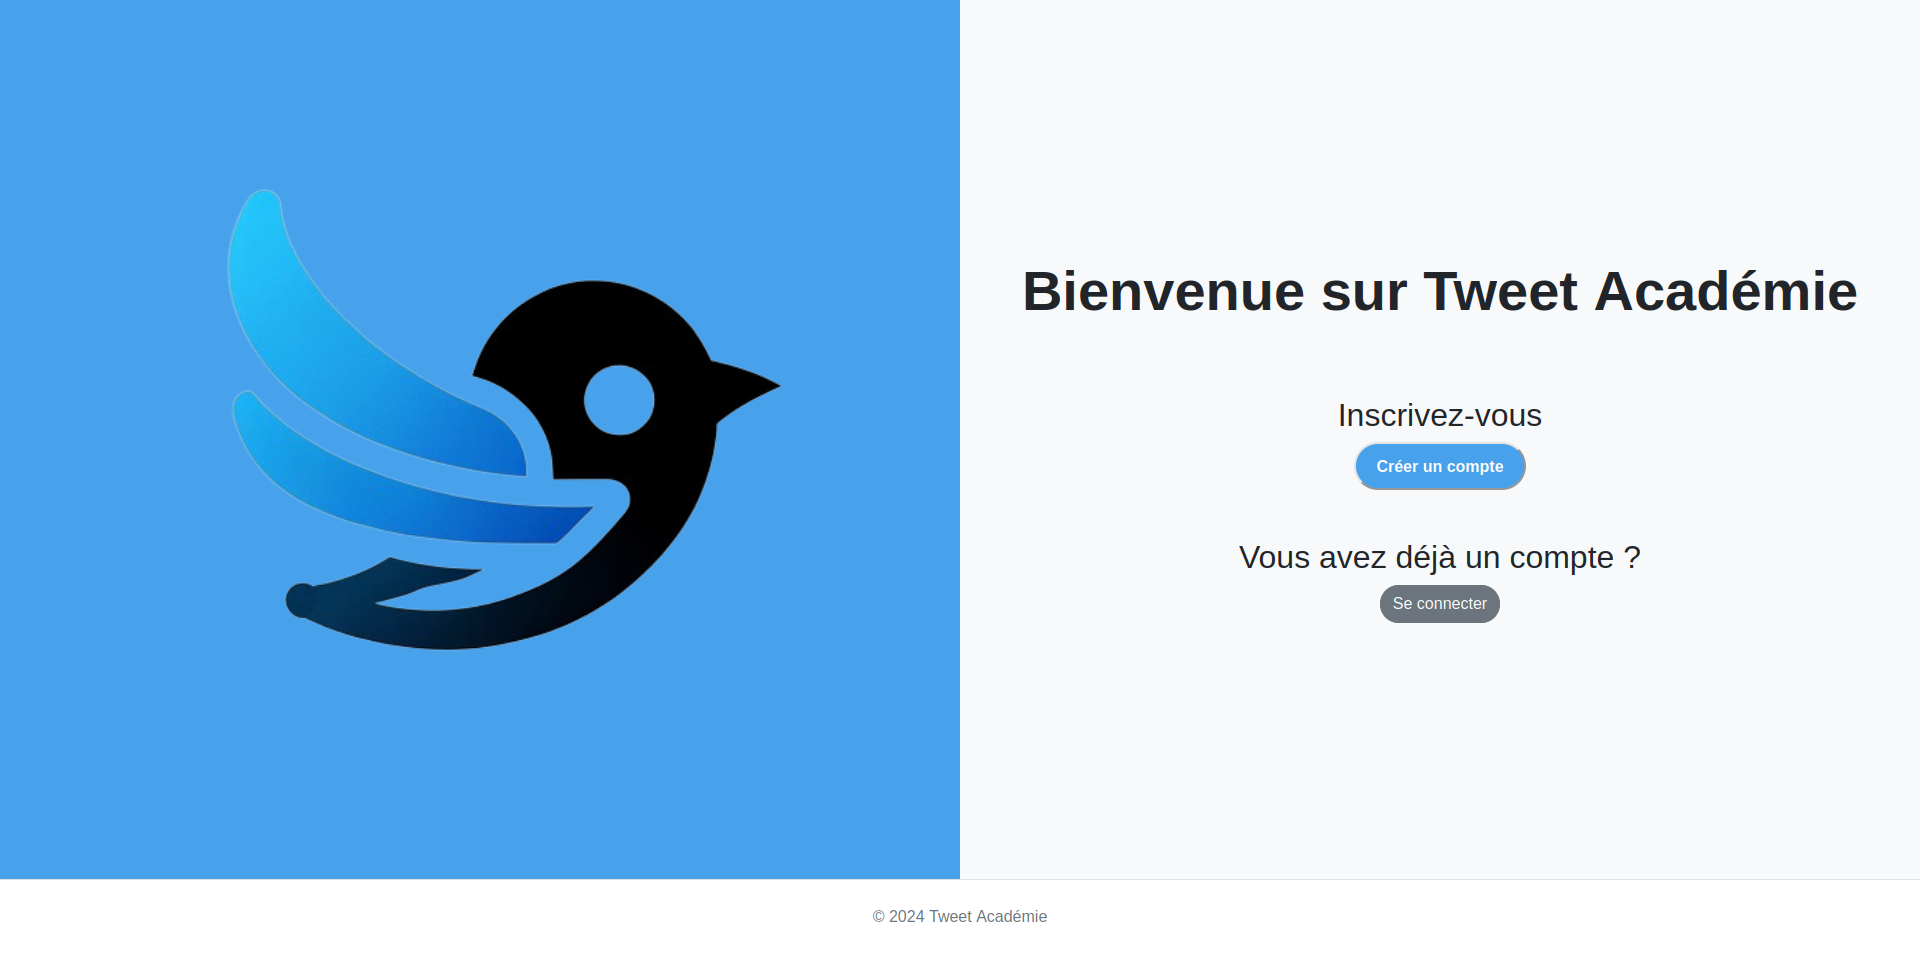 Bienvenue sur Tweet Académie
Inscrivez-vous
Créer un compte
Vous avez déjà un compte ?
Se connecter
© 2024 Tweet Académie